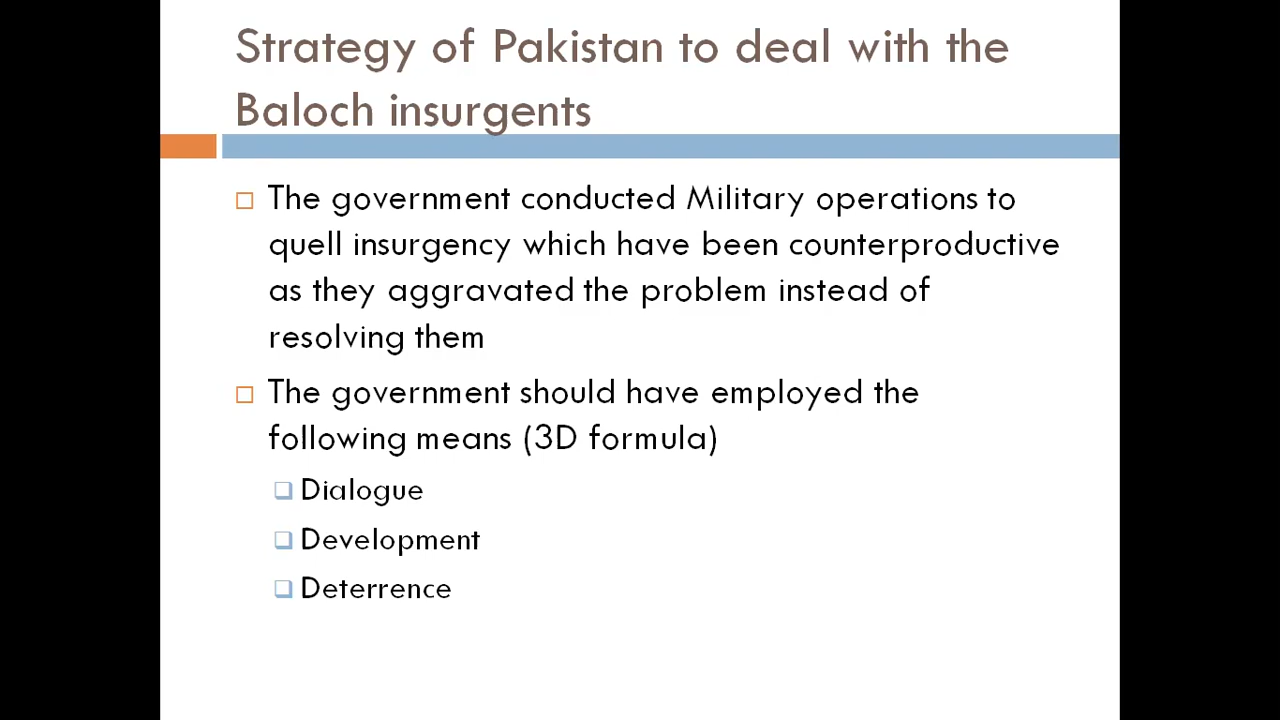 Strategy of Pakistan to deal with the
Baloch insurgents
The government conducted Military operations to
quell insurgency which have been counterproductive
as they aggravated the problem instead of
resolving them
The government should have employed the
following means (3D formula)
Dialogue
Development
Deterrence